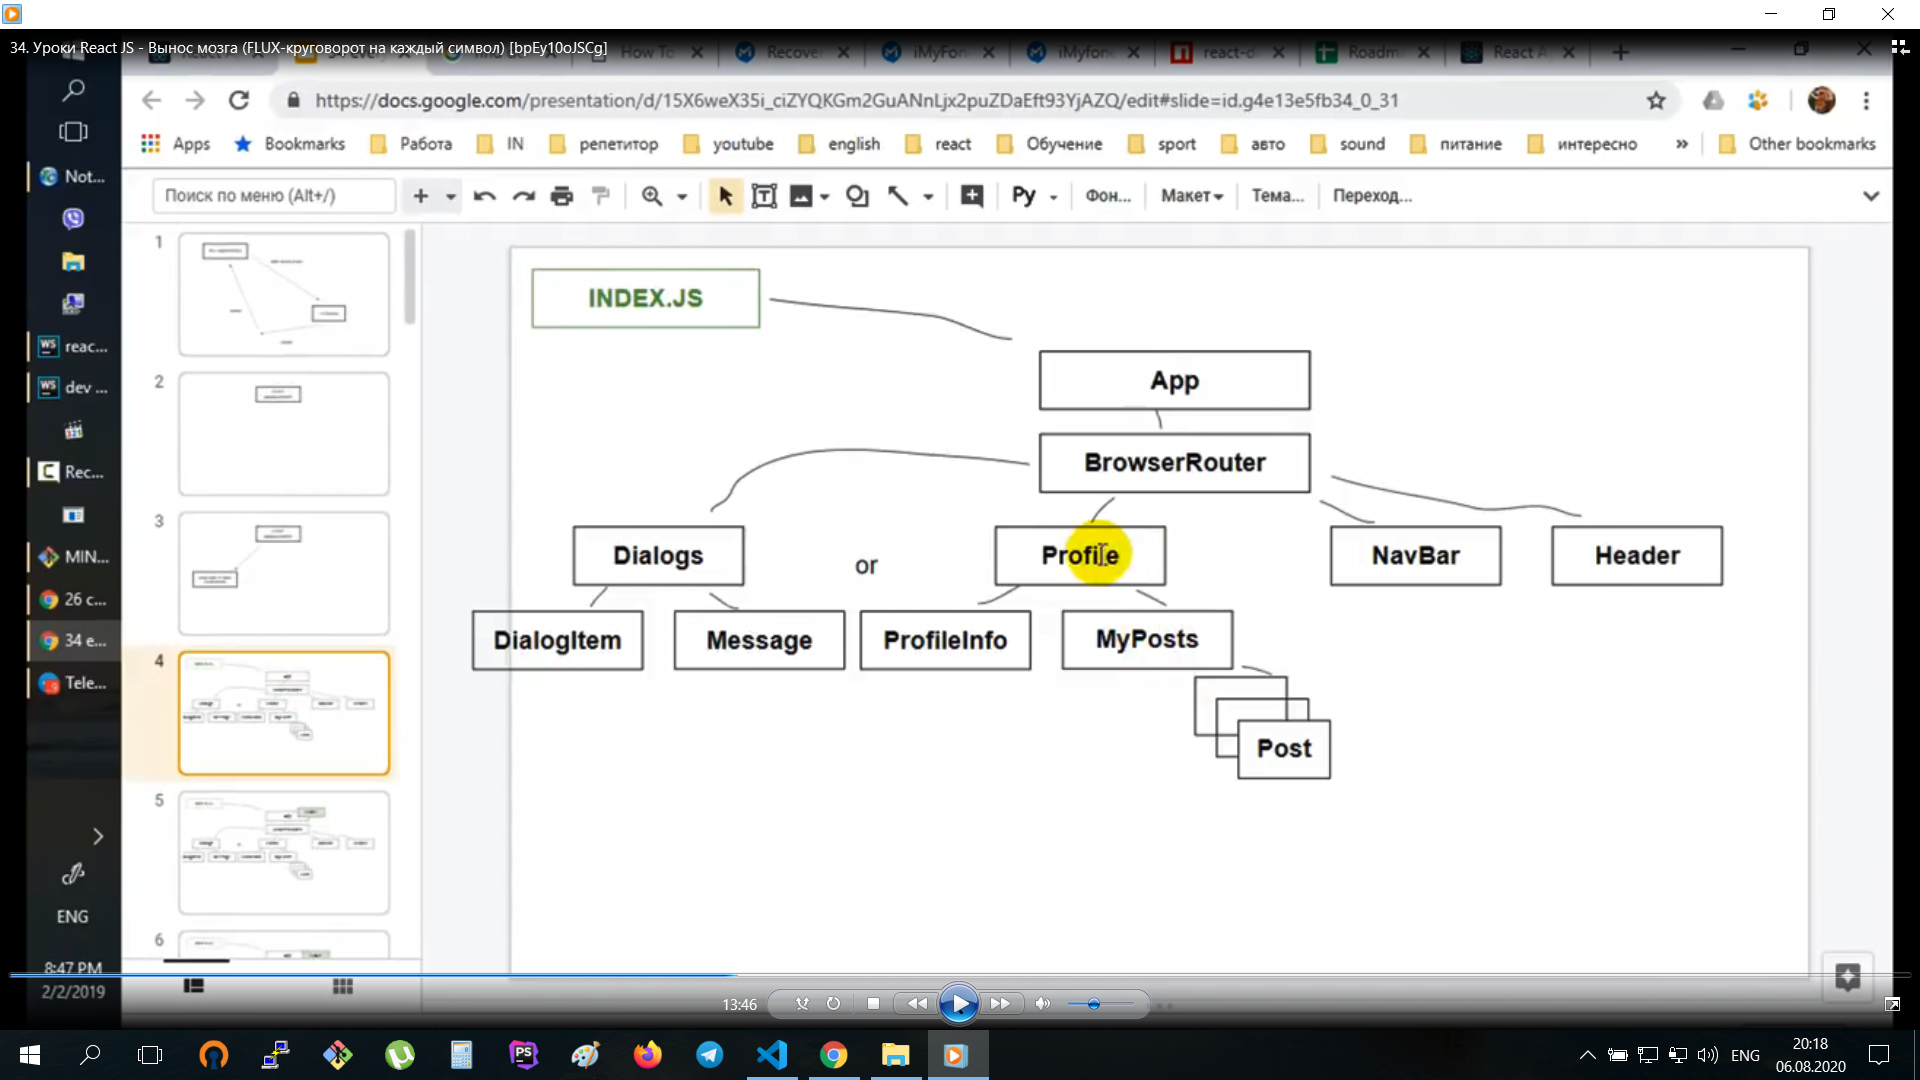 34. Уроки React JS - Вынос мозга (FLUX-круговорот на каждый символ) [bpEy10oJSCg]
How To
Recover
iMyFon
iMyfon
react-d
Roadm
React A
https://docs.google.com/presentation/d/15X6weX35i_ciZYQKGm2GuANnLjx2puZDaEft93YjAZQ/edit#slide=id.g4e13e5fb34_0_31
Apps Bookmarks Работа IN репетитор youtube english react Обучение sport авто sound питание интересно » Other bookmarks
Поиск по меню (Alt+/)
Ру
Фон...
Макет
Тема...
Переход...
Not...
WS reac...
WS dev ...
Rec...
MIN...
26 c...
34 e...
Tele...
ENG
8:47 PM
2/2/2019
1
2
3
4
5
6
INDEX.JS
App
BrowserRouter
Dialogs
or
Profile
NavBar
Header
DialogItem
Message
ProfileInfo
MyPosts
Post
13:46
PS
ENG
20:18
06.08.2020